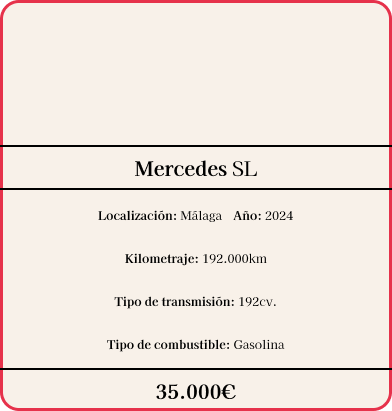 Mercedes SL
Localización: Málaga Año: 2024
Kilometraje: 192.000km
Tipo de transmisión: 192cv.
Tipo de combustible: Gasolina
35.000€